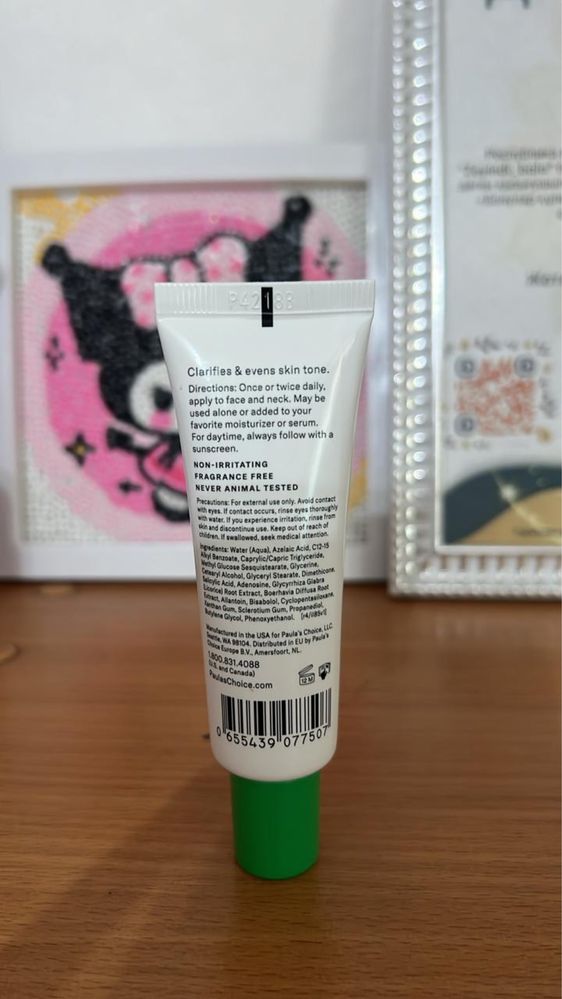 Clarifies & evens skin tone.
Directions: Once or twice daily,
apply to face and neck. May be
used alone or added to your
favorite moisturizer or serum.
For daytime, always follow with a
sunscreen.
NON-IRRITATING
FRAGRANCE FREE
NEVER ANIMAL TESTED
Precautions: For external use only. Avoid contact
with eyes. If contact occurs, rinse eyes thoroughly
with water. If you experience irritation, rinse from
skin and discontinue use. Keep out of reach of
children. If swallowed, seek medical attention.
Ingredients: Water (Aqua), Azelaic Acid, C12-15
Alkyl Benzoate, Caprylic/Capric Triglyceride,
Methyl Glucose Sesquistearate, Glycerine,
Cetearyl Alcohol, Glyceryl Stearate, Dimethicone,
Salicylic Acid, Adenosine, Glycyrrhiza Glabra
(Licorice) Root Extract, Boerhavia Diffusa Root
Extract, Allantoin, Bisabolol, Cyclopentasiloxane,
Xanthan Gum, Sclerotium Gum, Propanediol,
Butylene Glycol, Phenoxyethanol.
Manufactured in the USA for Paula's Choice, LLC.
Seattle, WA 98104. Distributed in EU by Paula's
Choice Europe B.V., Amersfoort, NL.
1.800.831.4088
(U.S. and Canada)
PaulasChoice.com
12 M
0 655439 077507